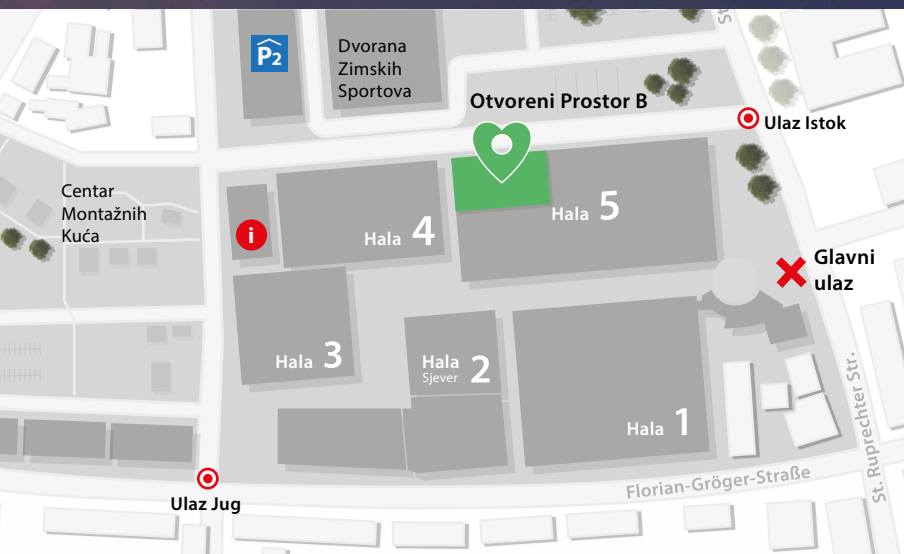 P2
Dvorana
Zimskih
Sportova
St
Otvoreni Prostor B
Ulaz Istok
Centar
Montažnih
Kuća
i
Hala 4
Hala 5
Glavni
ulaz
Hala 3
Hala
Sjever 2
Hala 1
St. Ruprechter Str.
Florian-Gröger-Straße
Ulaz Jug